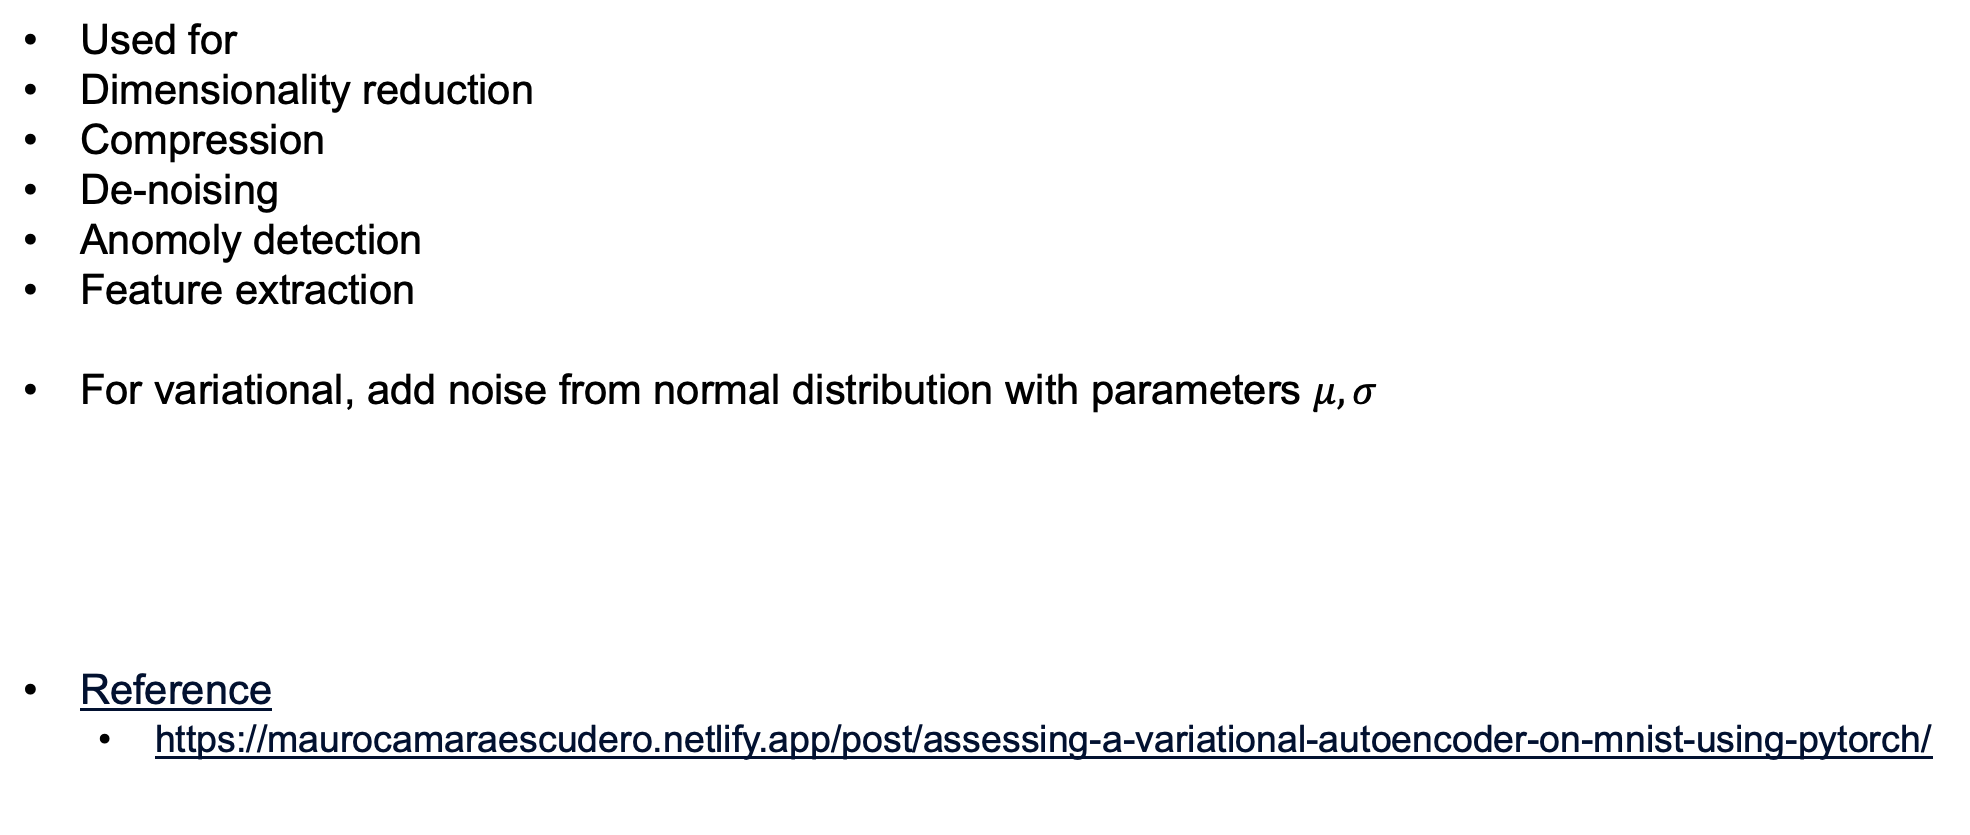 • Used for
• Dimensionality reduction
• Compression
• De-noising
• Anomoly detection
• Feature extraction
• For variational, add noise from normal distribution with parameters 𝜇, 𝜎
• Reference
• https://maurocamaraescudero.netlify.app/post/assessing-a-variational-autoencoder-on-mnist-using-pytorch/